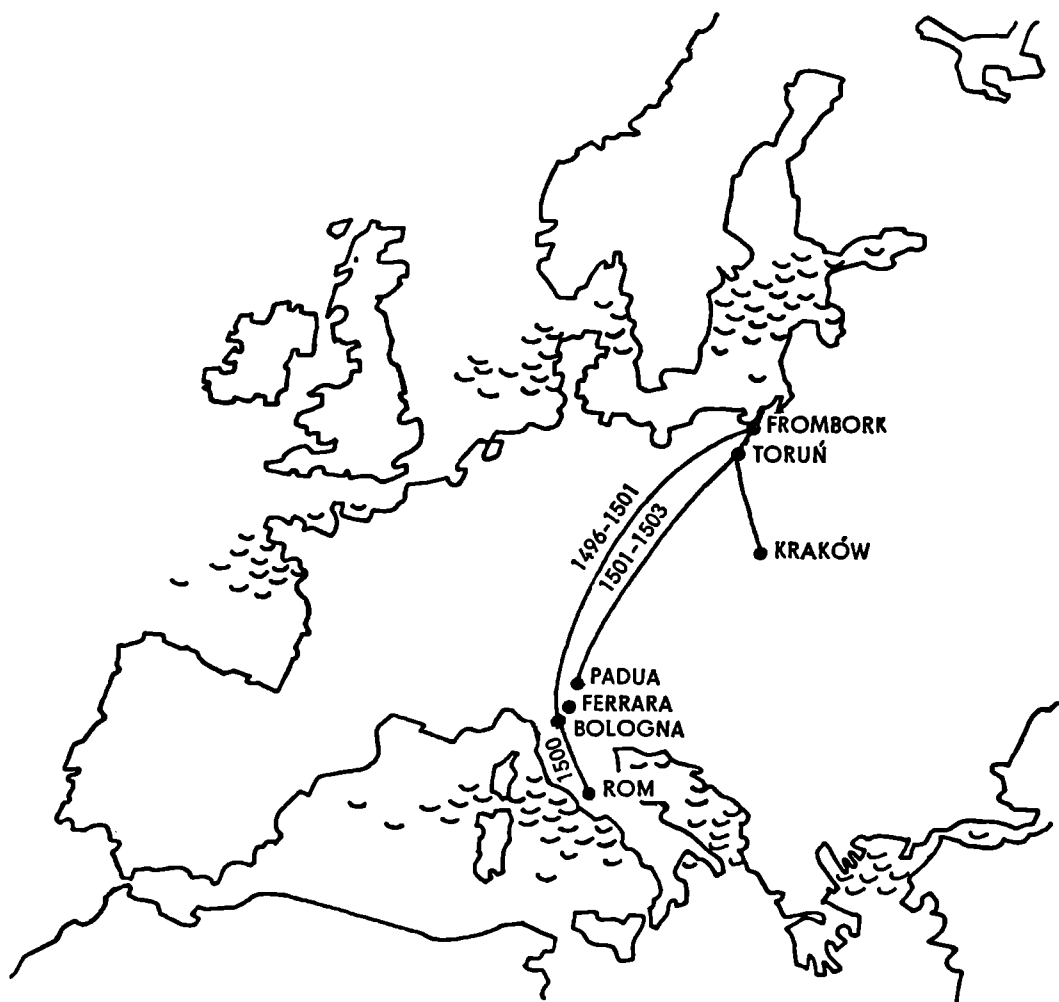 FROMBORK
TORUŃ
1496-1501
1501-1503
KRAKÓW
PADUA
FERRARA
BOLOGNA
1500
ROM